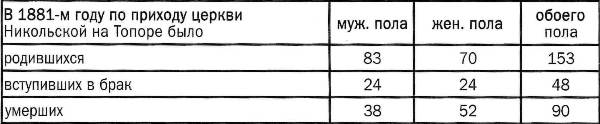 В 1881-м году по приходу церкви муж. пола жен. пола обоего
Никольской на Топоре было пола
родившихся 83 70 153
вступивших в брак 24 24 48
умерших 38 52 90